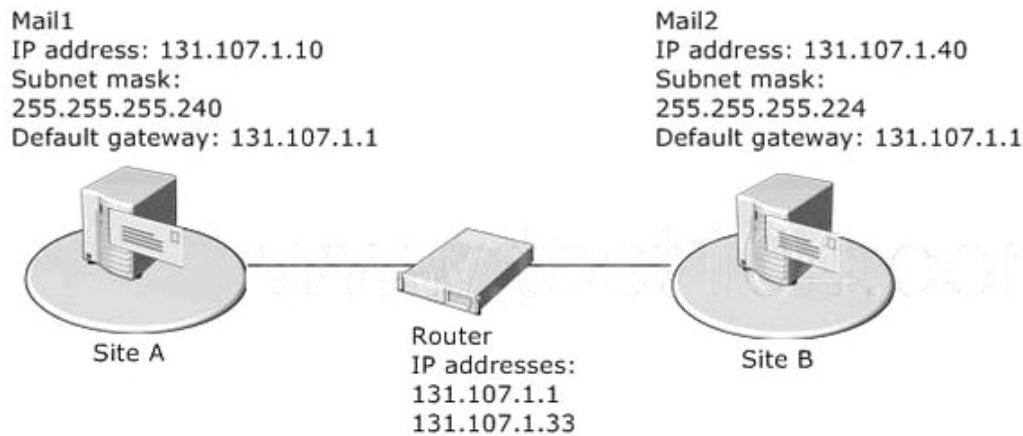 Mail1
IP address: 131.107.1.10
Subnet mask:
255.255.255.240
Default gateway: 131.107.1.1
Mail2
IP address: 131.107.1.40
Subnet mask:
255.255.255.224
Default gateway: 131.107.1.1
Site A
Router
IP addresses:
131.107.1.1
131.107.1.33
Site B